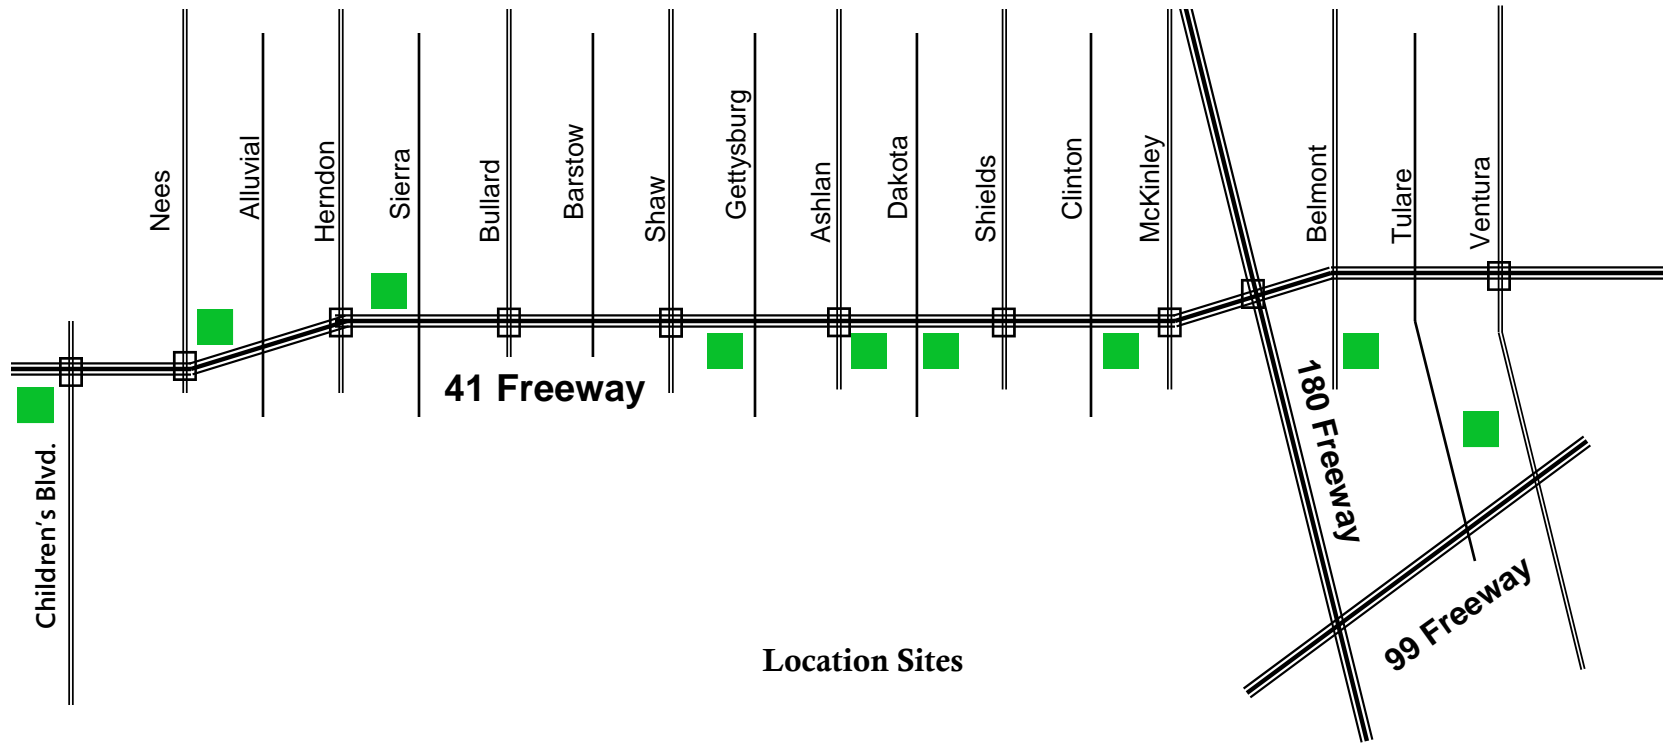 Nees
Alluvial
Herndon
Sierra
Bullard
Barstow
Shaw
Gettysburg
Ashlan
Dakota
Shields
Clinton
McKinley
Belmont
Tulare
Ventura
41 Freeway
180 Freeway
99 Freeway
Children’s Blvd.
Location Sites